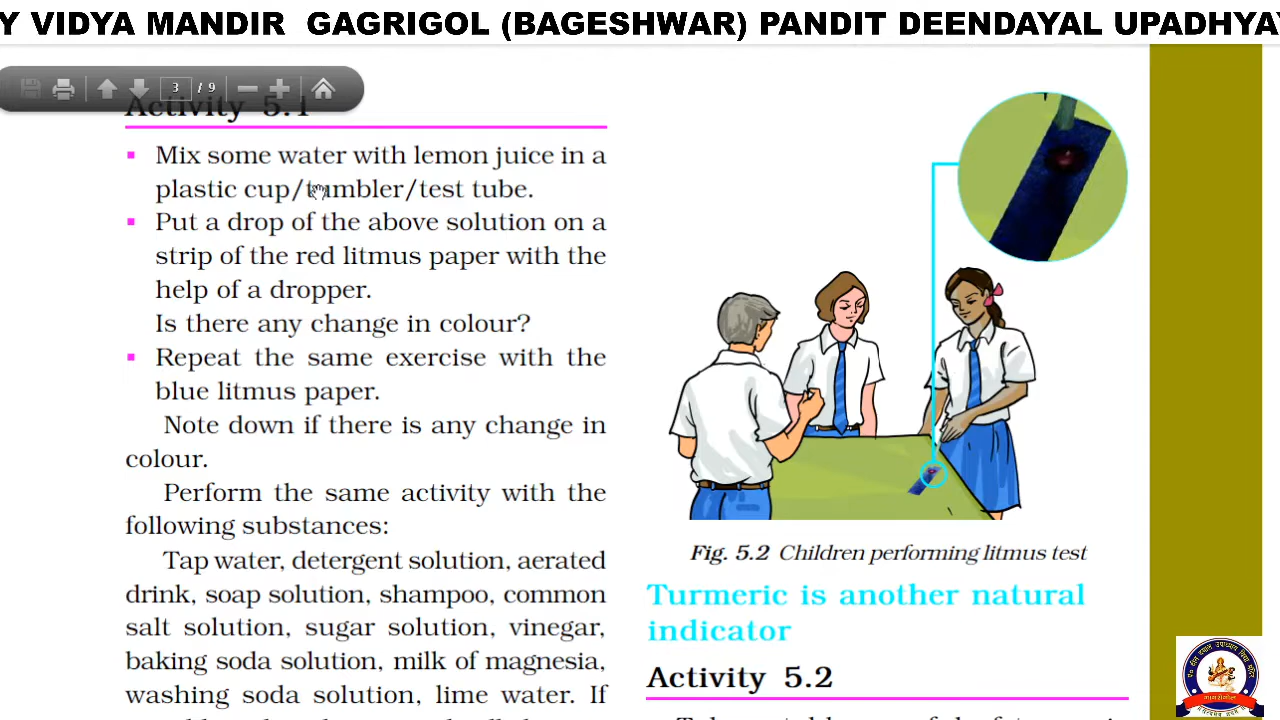 Y VIDYA MANDIR GAGRIGOL (BAGESHWAR) PANDIT DEENDAYAL UPADHYAY
3 / 9
Activity 5.1
Mix some water with lemon juice in a
plastic cup/tumbler/test tube.
Put a drop of the above solution on a
strip of the red litmus paper with the
help of a dropper.
Is there any change in colour?
Repeat the same exercise with the
blue litmus paper.
Note down if there is any change in
colour.
Perform the same activity with the
following substances:
Tap water, detergent solution, aerated
drink, soap solution, shampoo, common
salt solution, sugar solution, vinegar,
baking soda solution, milk of magnesia,
washing soda solution, lime water. If
Fig. 5.2 Children performing litmus test
Turmeric is another natural
indicator
Activity 5.2